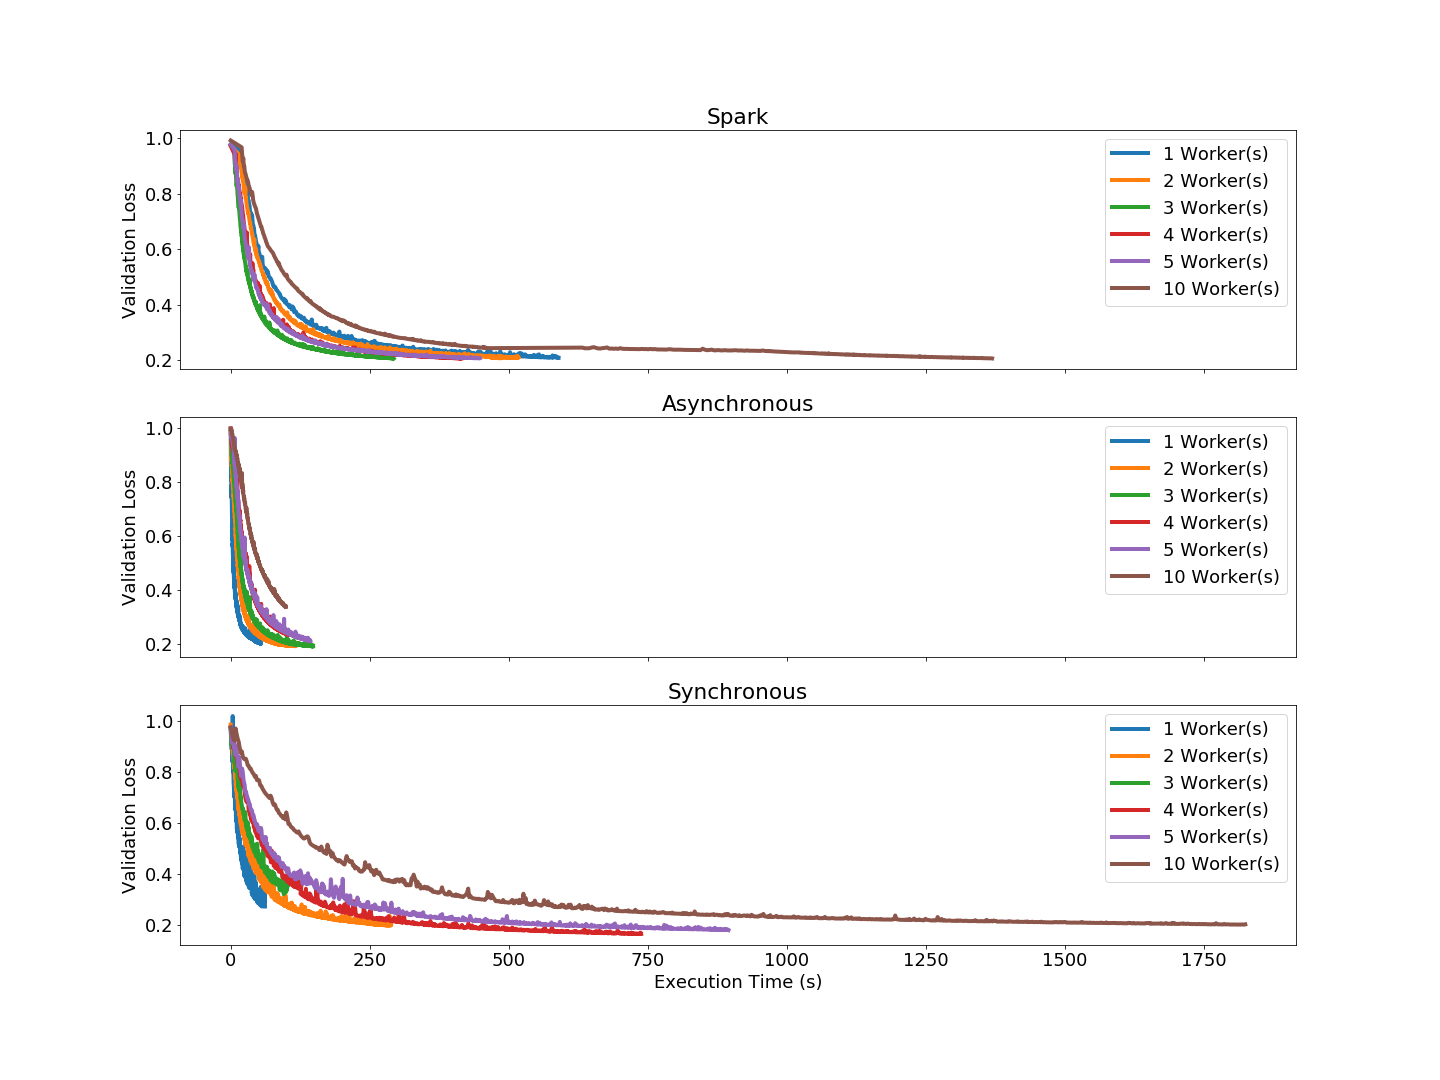 Spark
1.0
0.8
0.6
0.4
0.2
Validation Loss
1 Worker(s)
2 Worker(s)
3 Worker(s)
4 Worker(s)
5 Worker(s)
10 Worker(s)
Asynchronous
1.0
0.8
0.6
0.4
0.2
Validation Loss
1 Worker(s)
2 Worker(s)
3 Worker(s)
4 Worker(s)
5 Worker(s)
10 Worker(s)
Synchronous
1.0
0.8
0.6
0.4
0.2
Validation Loss
1 Worker(s)
2 Worker(s)
3 Worker(s)
4 Worker(s)
5 Worker(s)
10 Worker(s)
0 250 500 750 1000 1250 1500 1750
Execution Time (s)